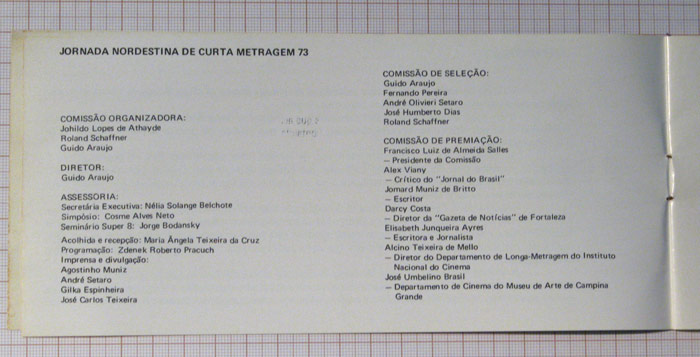 JORNADA NORDESTINA DE CURTA METRAGEM 73
COMISSÃO ORGANIZADORA:
Johildo Lopes de Athayde
Roland Schaffner
Guido Araujo
DIRETOR:
Guido Araujo
ASSESSORIA:
Secretária Executiva: Nélia Solange Belchote
Simpósio: Cosme Alves Neto
Seminário Super 8: Jorge Bodansky
Acolhida e recepção: Maria Ângela Teixeira da Cruz
Programação: Zdenek Roberto Pracuch
Imprensa e divulgação:
Agostinho Muniz
André Setaro
Gilka Espinheira
José Carlos Teixeira
COMISSÃO DE SELEÇÃO:
Guido Araujo
Fernando Pereira
André Olivieri Setaro
José Humberto Dias
Roland Schaffner
COMISSÃO DE PREMIAÇÃO:
Francisco Luiz de Almeida Salles
– Presidente da Comissão
Alex Viany
– Crítico do "Jornal do Brasil"
Jomard Muniz de Britto
– Escritor
Darcy Costa
– Diretor da "Gazeta de Notícias" de Fortaleza
Elisabeth Junqueira Ayres
– Escritora e Jornalista
Alcino Teixeira de Mello
– Diretor do Departamento de Longa-Metragem do Instituto
Nacional do Cinema
José Umbelino Brasil
– Departamento de Cinema do Museu de Arte de Campina
Grande